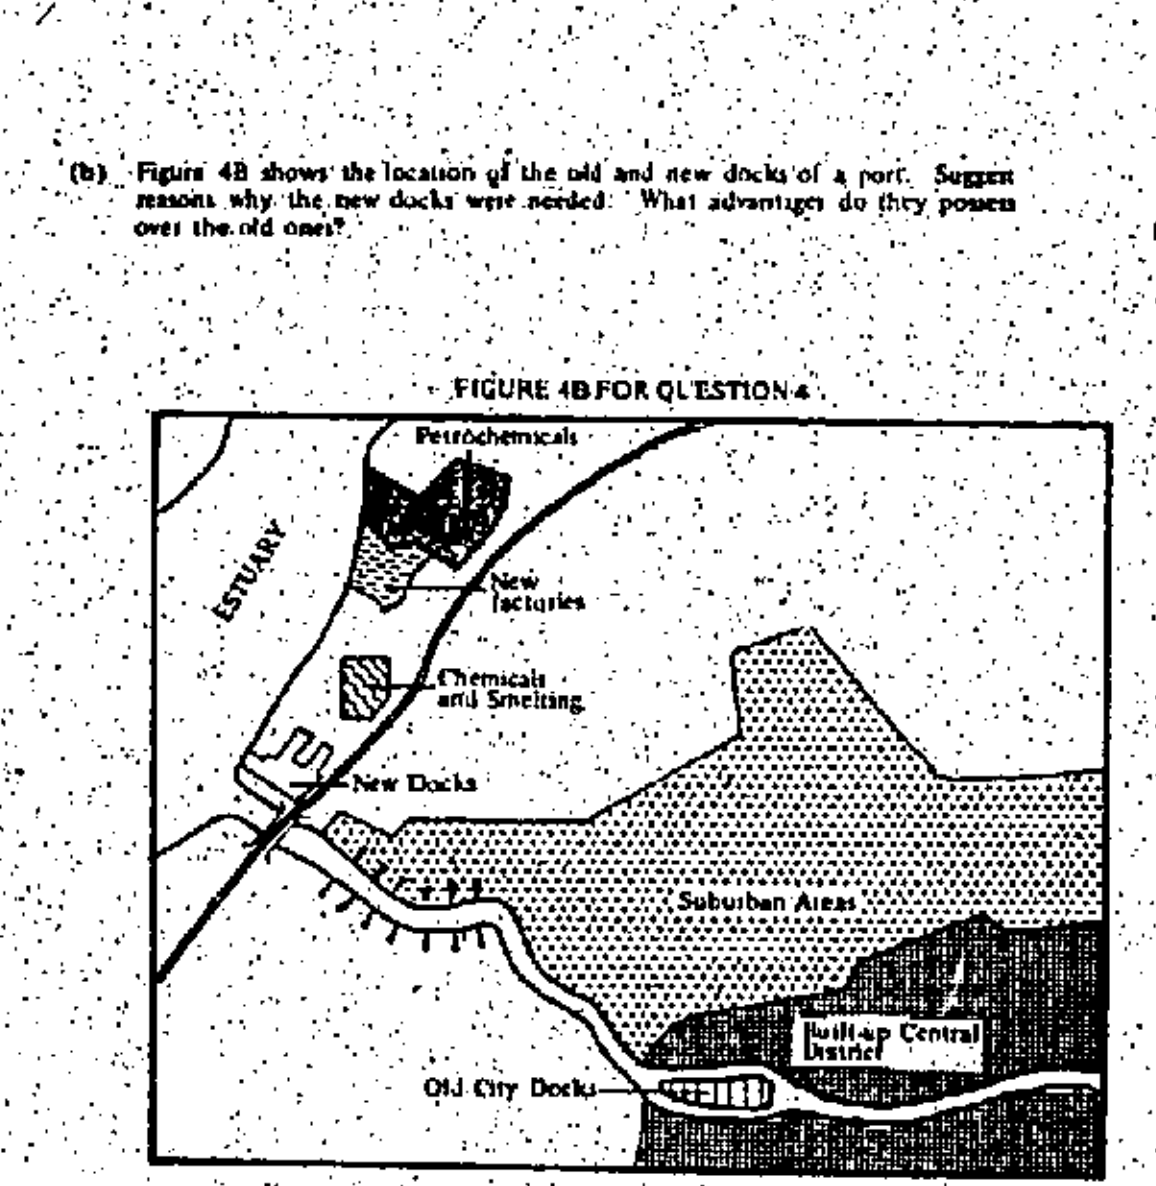 (b) Figure 4B shows the location of the old and new docks of a port. Suggest
reasons why the new docks were needed. What advantages do they possess
over the old ones?
FIGURE 4B FOR QUESTION 4
Petrochemicals
ESTUARY
New
factories
Chemicals
and Smelting
New Docks
Suburban Areas
Built-up Central
District
Old City Docks